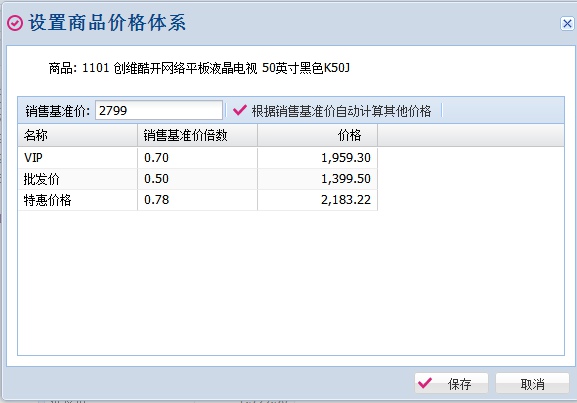 设置商品价格体系
商品: 1101 创维酷开网络平板液晶电视 50英寸黑色K50J
销售基准价: 2799 根据销售基准价自动计算其他价格
名称 销售基准价倍数 价格
VIP 0.70 1,959.30
批发价 0.50 1,399.50
特惠价格 0.78 2,183.22
保存 取消